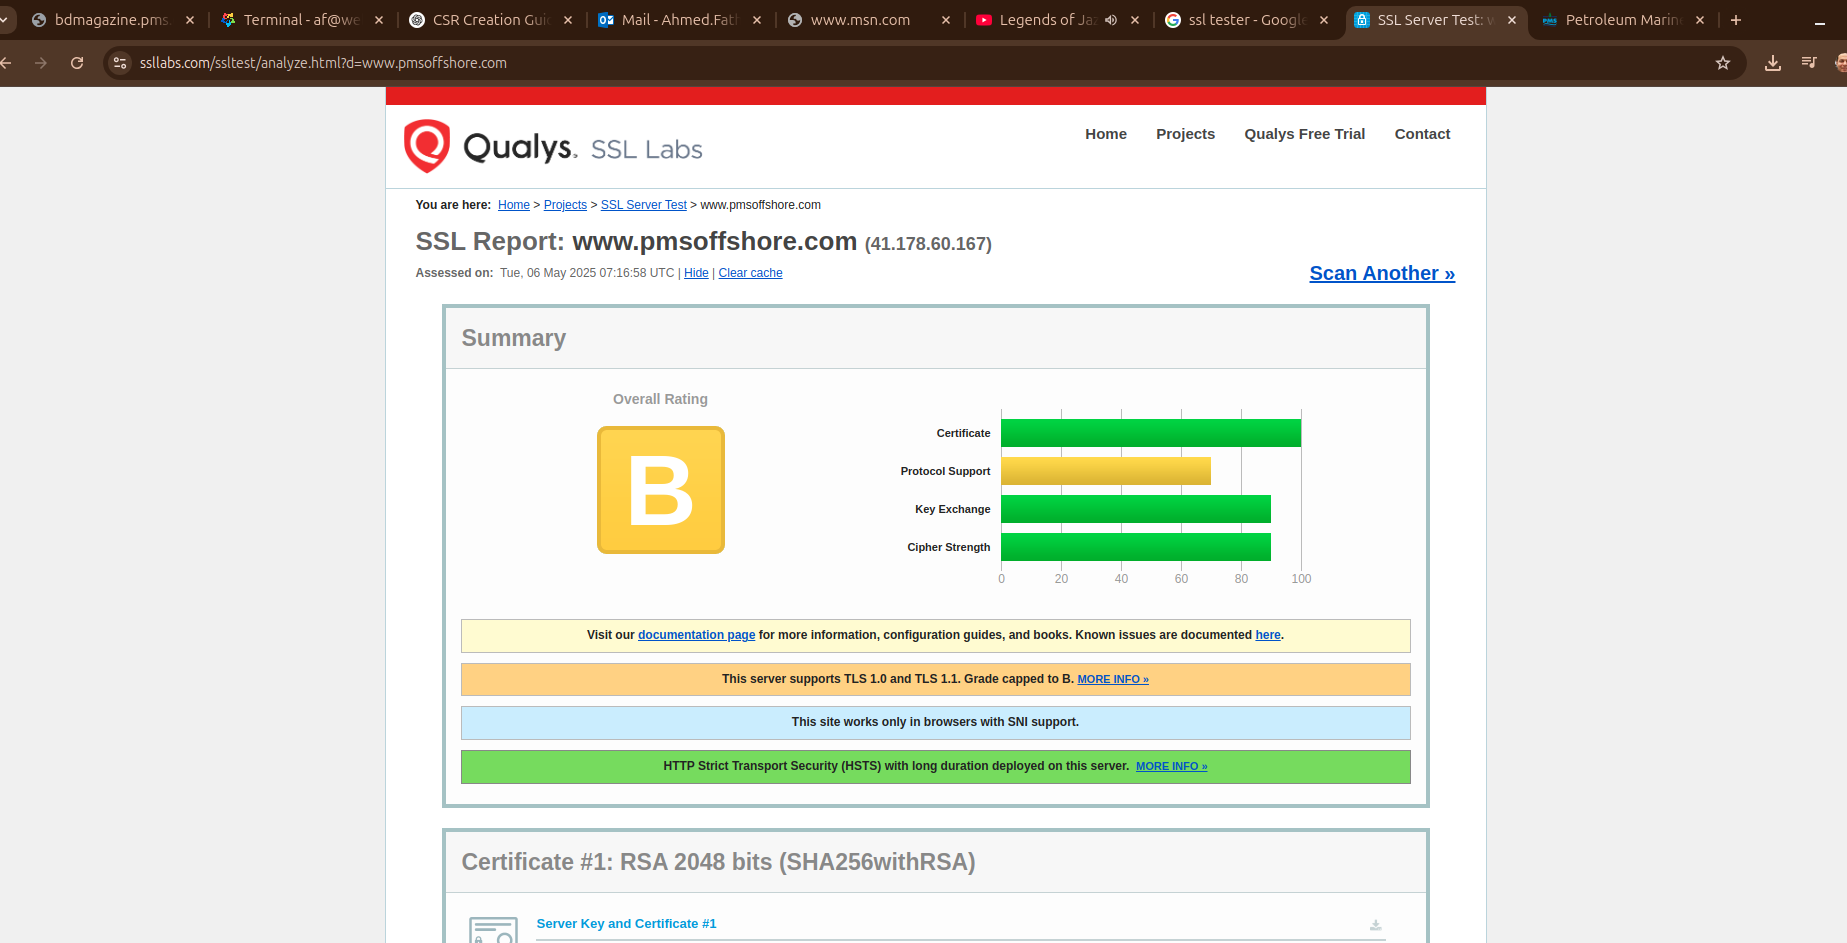 bdmagazine.pms
Terminal - af@we
CSR Creation Gui
Mail - Ahmed.Fath
www.msn.com
Legends of Jaz
ssl tester - Google
SSL Server Test: w
Petroleum Marin
ssllabs.com/ssltest/analyze.html?d=www.pmsoffshore.com
Qualys. SSL Labs
Home Projects Qualys Free Trial Contact
You are here: Home > Projects > SSL Server Test > www.pmsoffshore.com
SSL Report: www.pmsoffshore.com (41.178.60.167)
Assessed on: Tue, 06 May 2025 07:16:58 UTC | Hide | Clear cache
Scan Another »
Summary
Overall Rating
B
Certificate
Protocol Support
Key Exchange
Cipher Strength
0 20 40 60 80 100
Visit our documentation page for more information, configuration guides, and books. Known issues are documented here.
This server supports TLS 1.0 and TLS 1.1. Grade capped to B. MORE INFO »
This site works only in browsers with SNI support.
HTTP Strict Transport Security (HSTS) with long duration deployed on this server. MORE INFO »
Certificate #1: RSA 2048 bits (SHA256withRSA)
Server Key and Certificate #1